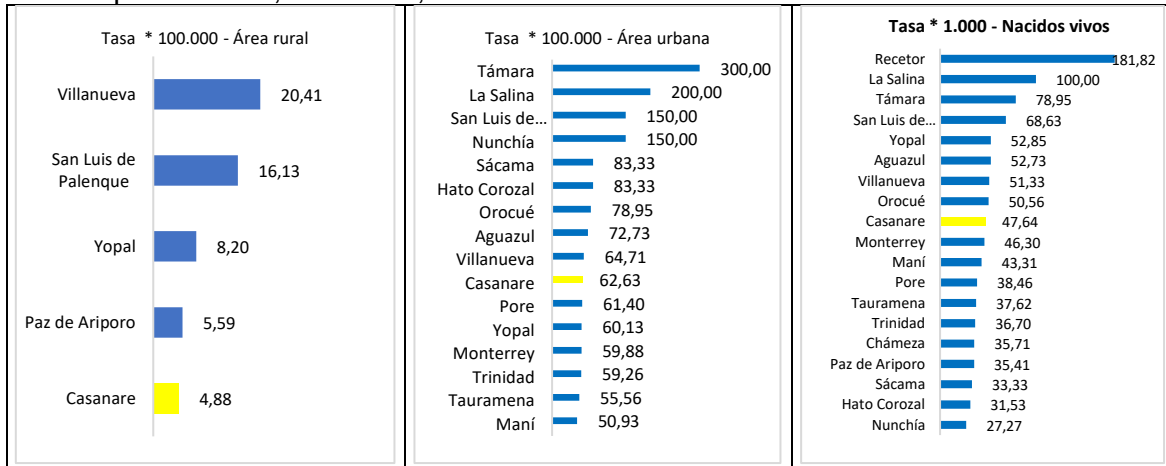 Tasa * 100.000 - Área rural
Villanueva 20,41
San Luis de
Palenque 16,13
Yopal 8,20
Paz de Ariporo 5,59
Casanare 4,88
Tasa * 100.000 - Área urbana
Támara 300,00
La Salina 200,00
San Luis de... 150,00
Nunchía 150,00
Sácama 83,33
Hato Corozal 83,33
Orocué 78,95
Aguazul 72,73
Villanueva 64,71
Casanare 62,63
Pore 61,40
Yopal 60,13
Monterrey 59,88
Trinidad 59,26
Tauramena 55,56
Maní 50,93
Tasa * 1.000 - Nacidos vivos
Recetor 181,82
La Salina 100,00
Támara 78,95
San Luis de... 68,63
Yopal 52,85
Aguazul 52,73
Villanueva 51,33
Orocué 50,56
Casanare 47,64
Monterrey 46,30
Maní 43,31
Pore 38,46
Tauramena 37,62
Trinidad 36,70
Chámeza 35,71
Paz de Ariporo 35,41
Sácama 33,33
Hato Corozal 31,53
Nunchía 27,27